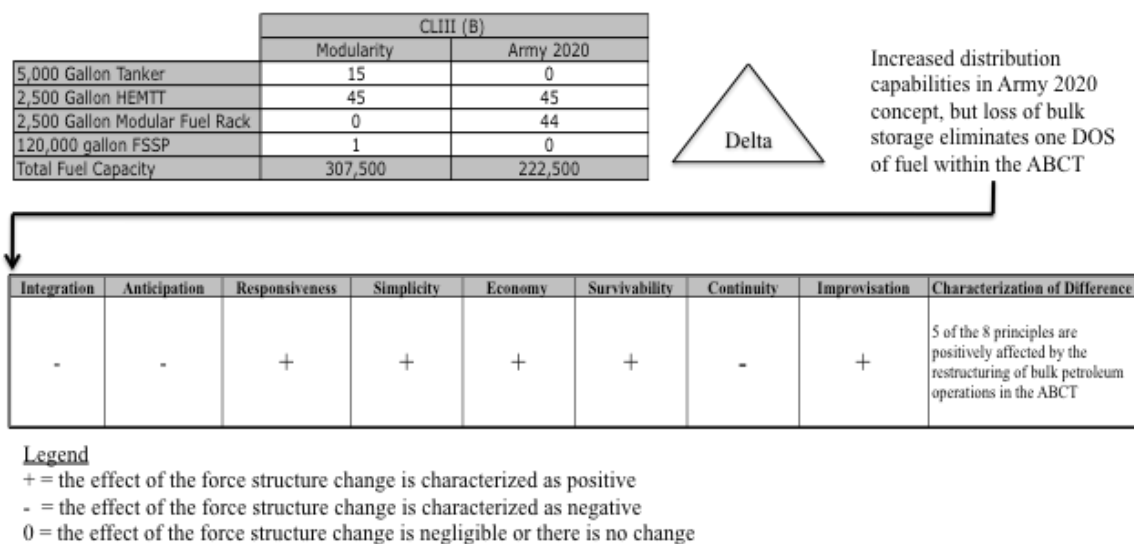 CLIII (B)
Modularity Army 2020
5,000 Gallon Tanker 15 0
2,500 Gallon HEMTT 45 45
2,500 Gallon Modular Fuel Rack 0 44
120,000 gallon FSSP 1 0
Total Fuel Capacity 307,500 222,500
Delta
Increased distribution
capabilities in Army 2020
concept, but loss of bulk
storage eliminates one DOS
of fuel within the ABCT
Integration Anticipation Responsiveness Simplicity Economy Survivability Continuity Improvisation Characterization of Difference
- - + + + + - +
5 of the 8 principles are
positively affected by the
restructuring of bulk petroleum
operations in the ABCT
Legend
+ = the effect of the force structure change is characterized as positive
- = the effect of the force structure change is characterized as negative
0 = the effect of the force structure change is negligible or there is no change